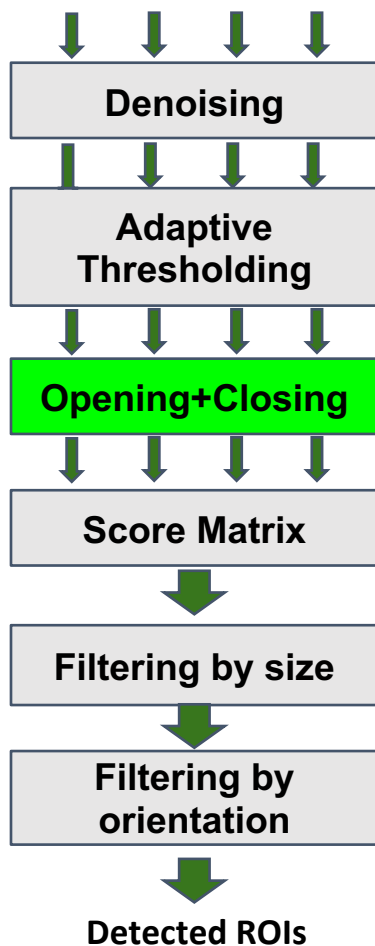 Denoising
Adaptive
Thresholding
Opening+Closing
Score Matrix
Filtering by size
Filtering by
orientation
Detected ROIs